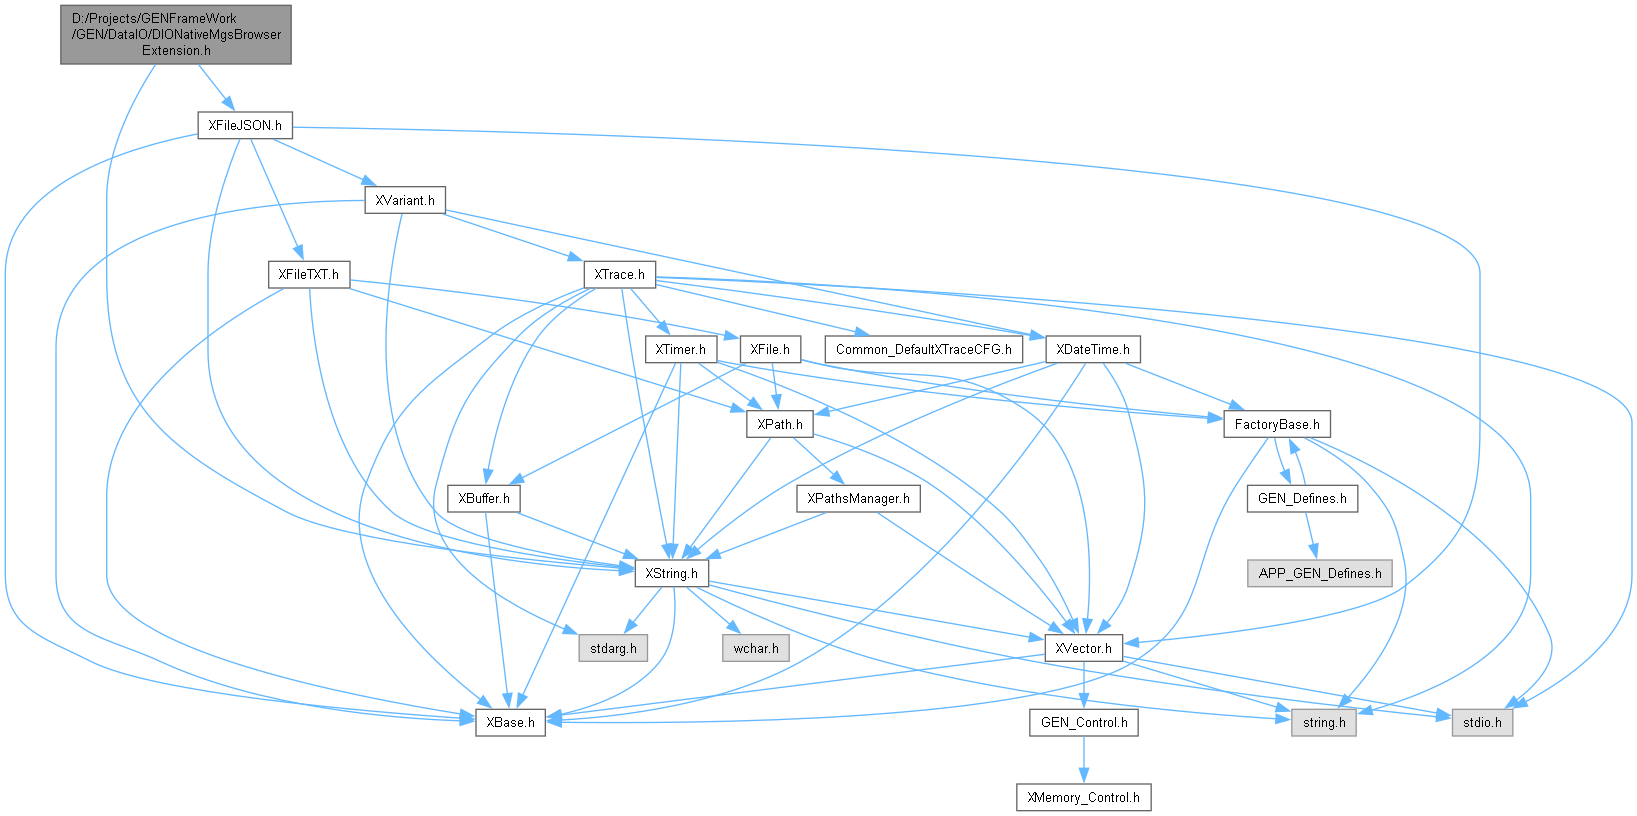 D:/Projects/GENFrameWork
/GEN/DataIO/DIONativeMgsBrowser
Extension.h
XFileJSON.h
XVariant.h
XFileTXT.h
XTrace.h
XTimer.h
XFile.h
Common_DefaultXTraceCFG.h
XDateTime.h
XPath.h
FactoryBase.h
XBuffer.h
XPathsManager.h
GEN_Defines.h
XString.h
APP_GEN_Defines.h
stdarg.h
wchar.h
XVector.h
XBase.h
GEN_Control.h
string.h
stdio.h
XMemory_Control.h